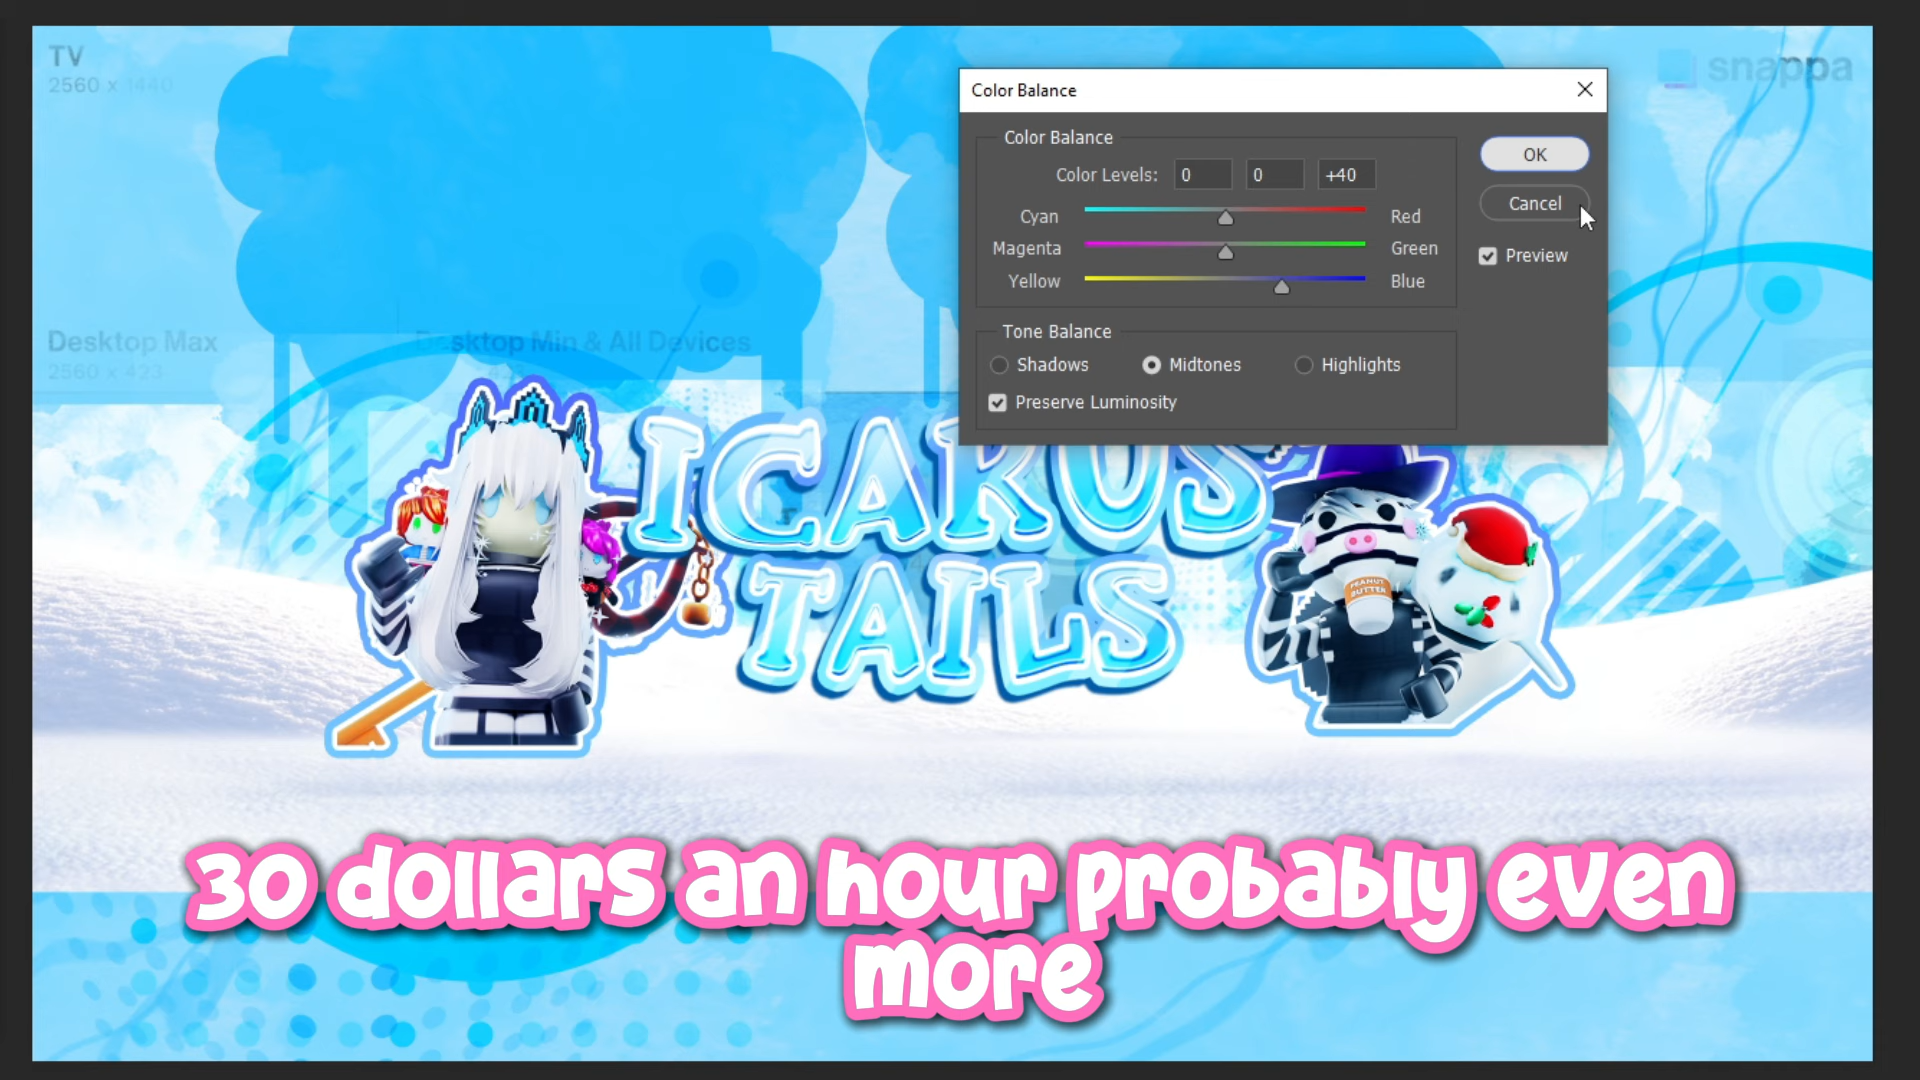 TV
2560 x 1440
snappa
Color Balance
Color Balance
Color Levels: 0 0 +40
Cyan Red
Magenta Green
Yellow Blue
OK
Cancel
Preview
Tone Balance
Shadows Midtones Highlights
Preserve Luminosity
Desktop Max
2560 x 423
Desktop Min & All Devices
ICARUS
TAILS
PEANUT
BUTTER
30 dollars an hour probably even
more